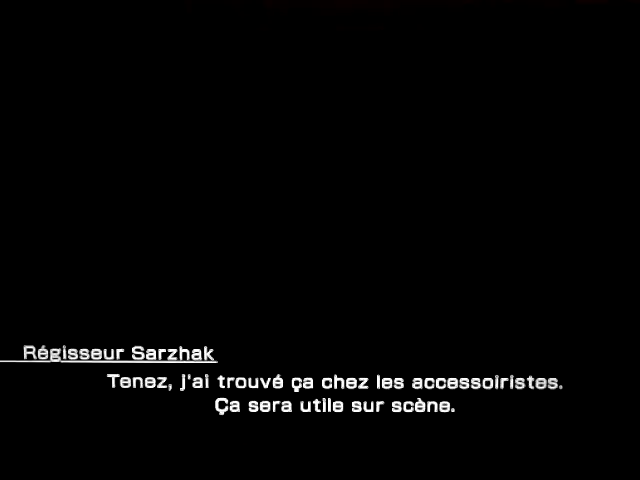 Régisseur Sarzhak
Tenez, j'ai trouvé ça chez les accessoiristes.
Ça sera utile sur scène.